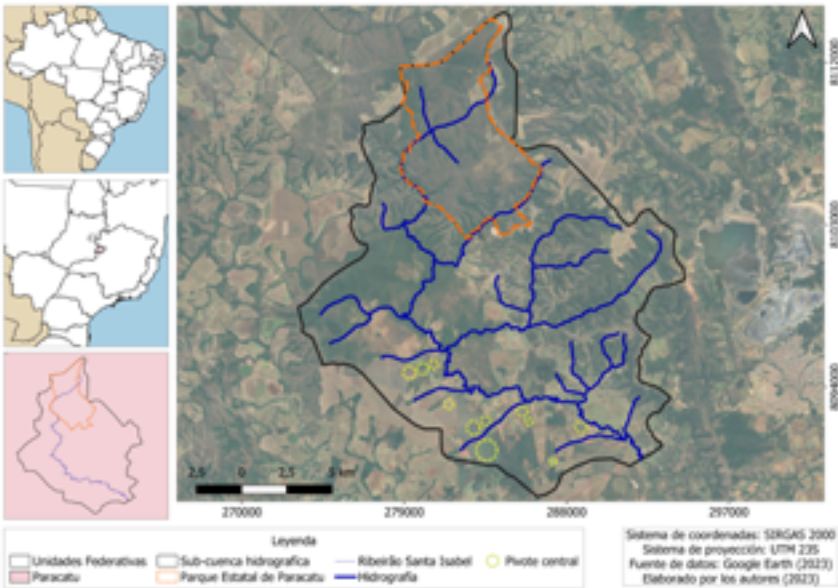 8112000
8103000
8094000
2,5 0 2,5 5 km
270000 279000 288000 297000
Leyenda
Unidades Federativas
Sub-cuenca hidrografica
Ribeirão Santa Isabel
Pivote central
Paracatu
Parque Estatal de Paracatu
Hidrografia
Sistema de coordenadas: SIRGAS 2000
Sistema de proyección: UTM 23S
Fuente de datos: Google Earth (2023)
Elaborado por los autores (2023)